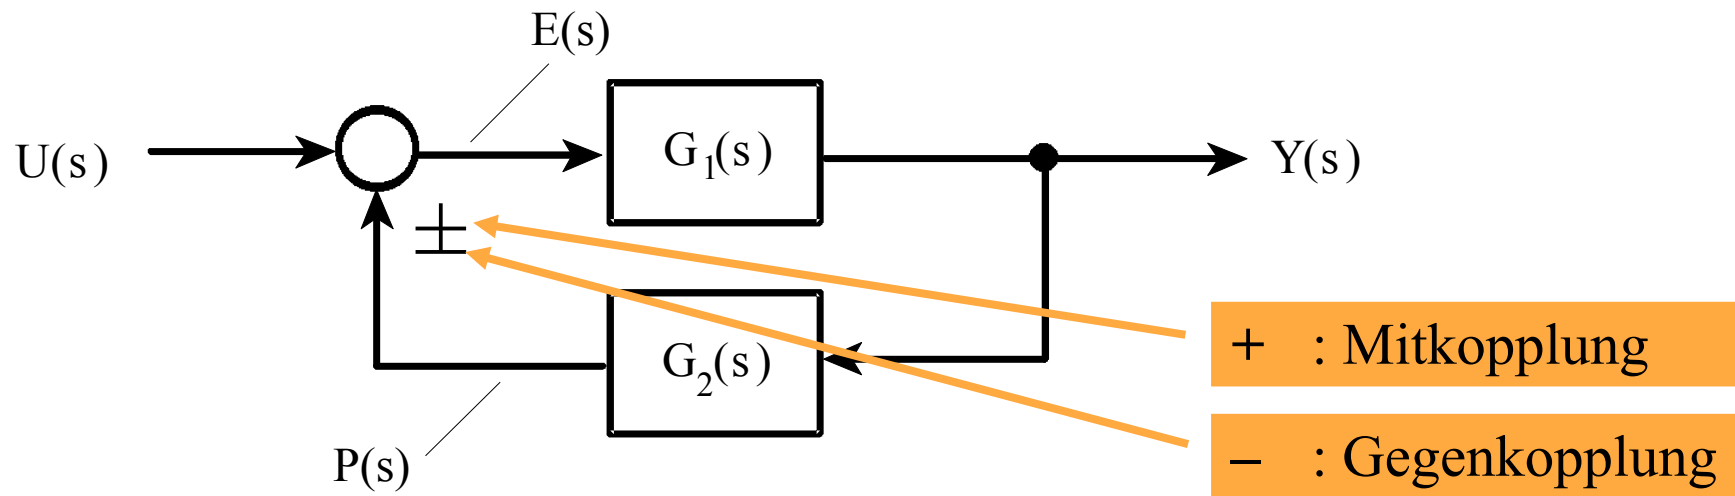 E(s)
U(s)
G₁(s)
Y(s)
±
+ : Mitkopplung
G₂(s)
P(s)
– : Gegenkopplung